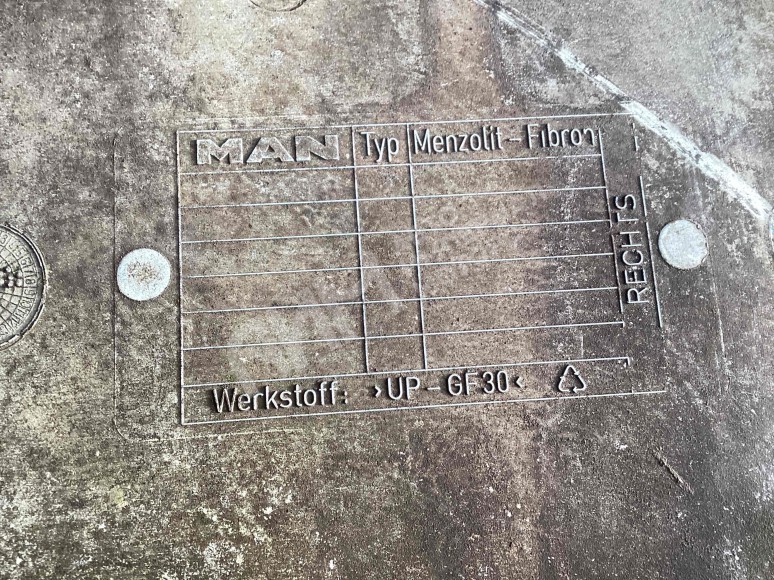 MAN Typ Menzolit-Fibron
RECHTS
Werkstoff: >UP-GF30<